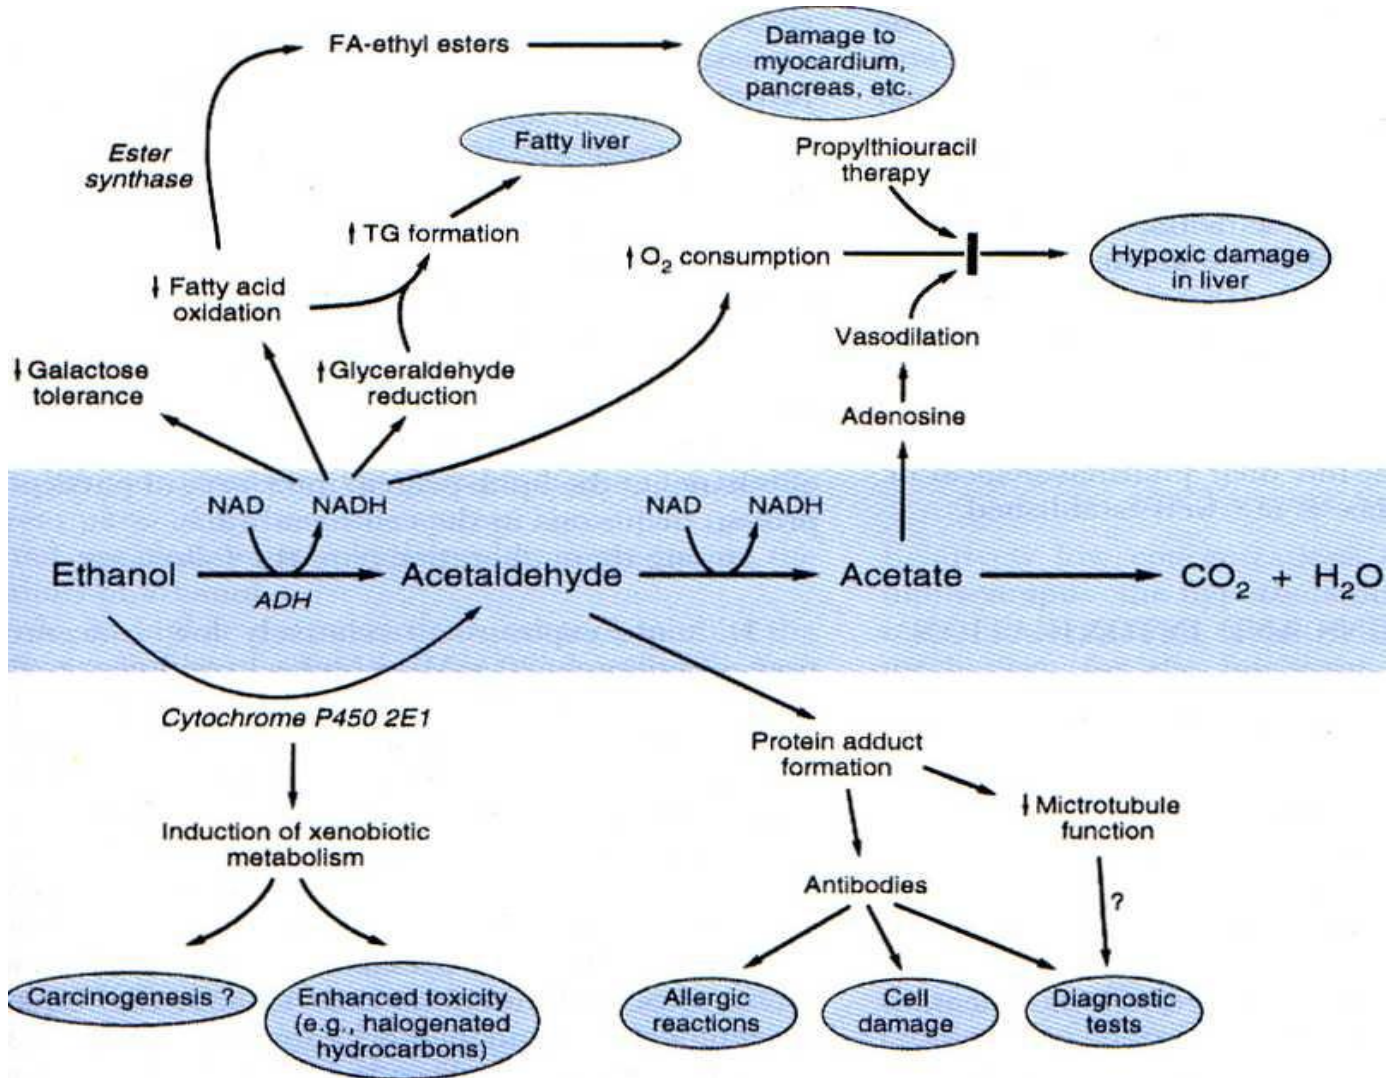 FA-ethyl esters
Damage to
myocardium,
pancreas, etc.
Fatty liver
Propylthiouracil
therapy
Ester
synthase
↑ TG formation
↑ O₂ consumption
Hypoxic damage
in liver
↓ Fatty acid
oxidation
Vasodilation
↓ Galactose
tolerance
↑ Glyceraldehyde
reduction
Adenosine
NAD NADH NAD NADH
Ethanol Acetaldehyde Acetate CO₂ + H₂O
ADH
Cytochrome P450 2E1
Protein adduct
formation
↓ Mictrotubule
function
Induction of xenobiotic
metabolism
Antibodies
?
Carcinogenesis ?
Enhanced toxicity
(e.g., halogenated
hydrocarbons)
Allergic
reactions
Cell
damage
Diagnostic
tests